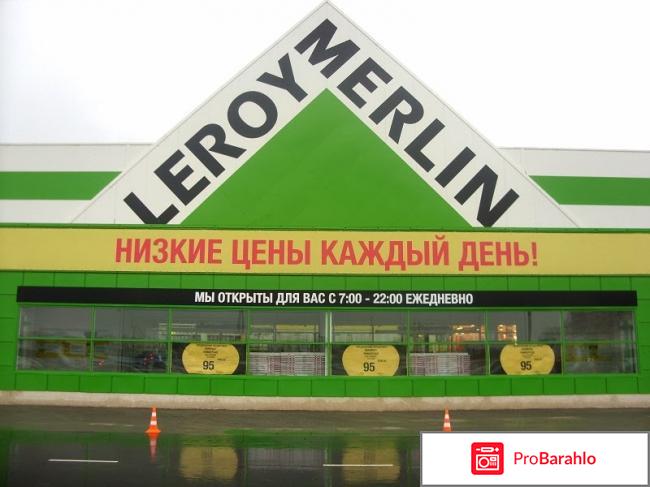 LEROY
MERLIN
НИЗКИЕ ЦЕНЫ КАЖДЫЙ ДЕНЬ!
МЫ ОТКРЫТЫ ДЛЯ ВАС С 7:00 - 22:00 ЕЖЕДНЕВНО
95
95
95
ProBarahlo